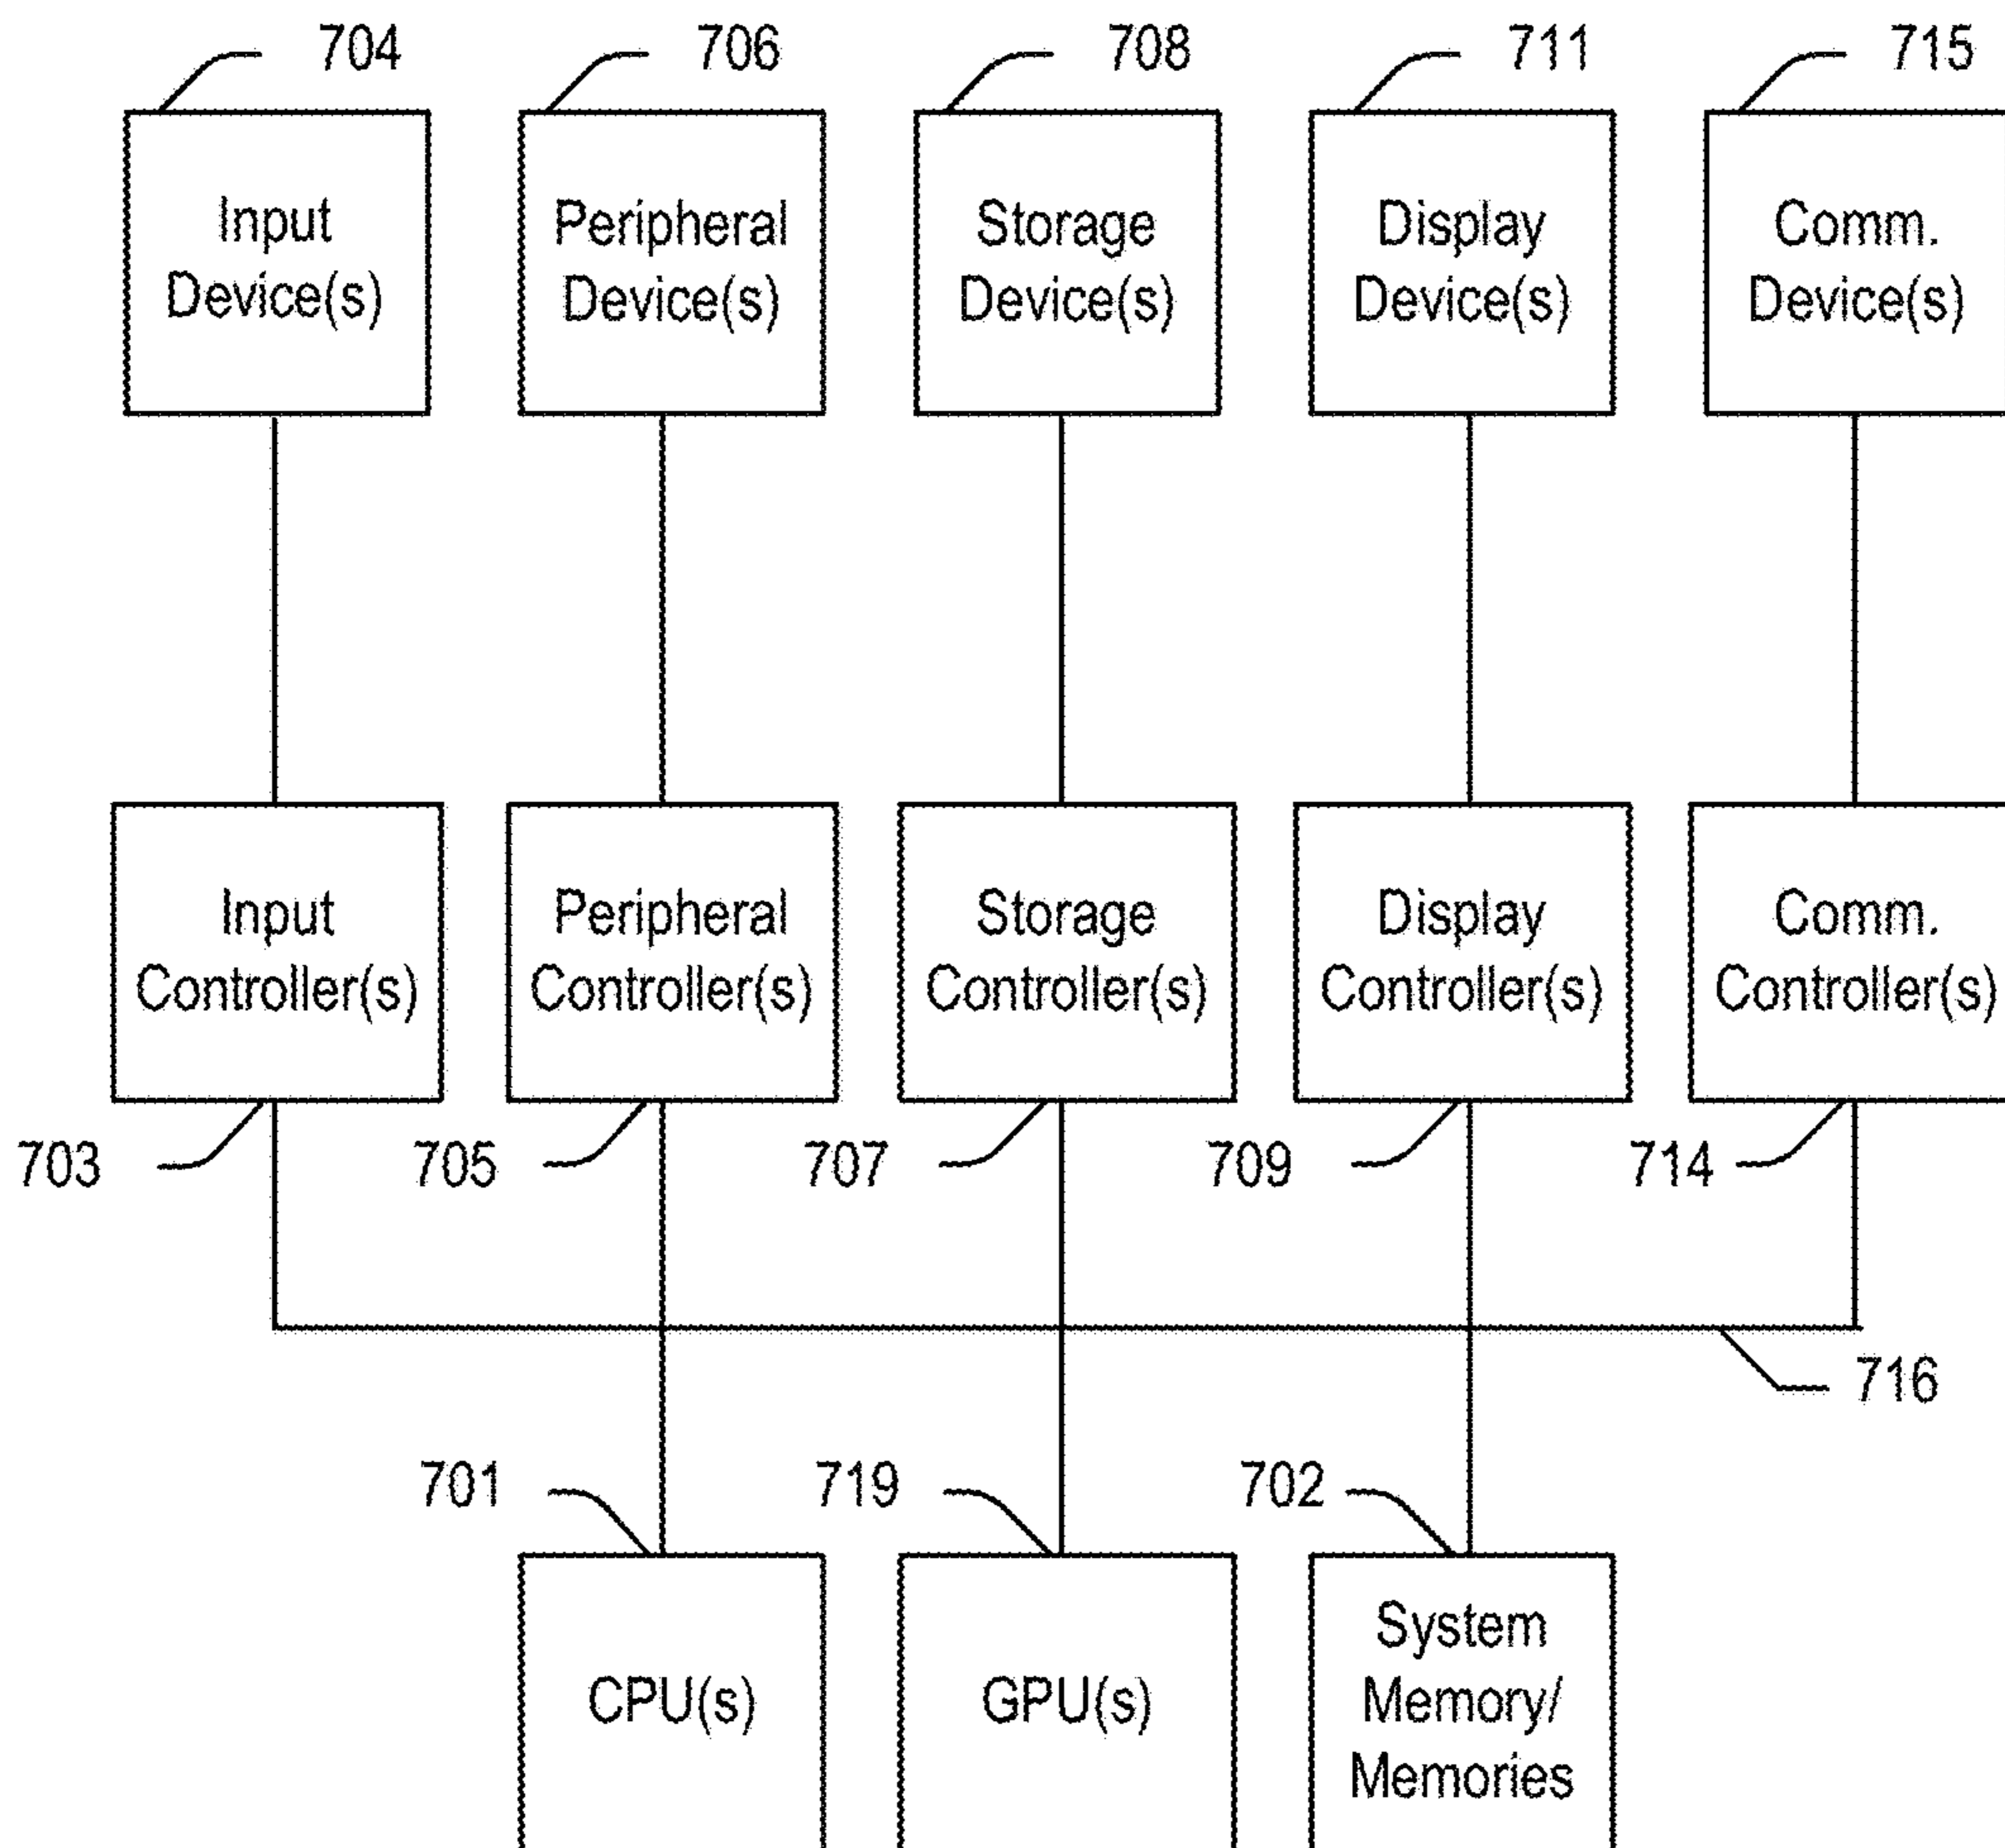 704
706
708
711
715
Input
Device(s)
Peripheral
Device(s)
Storage
Device(s)
Display
Device(s)
Comm.
Device(s)
Input
Controller(s)
Peripheral
Controller(s)
Storage
Controller(s)
Display
Controller(s)
Comm.
Controller(s)
703
705
707
709
714
716
701
719
702
CPU(s)
GPU(s)
System
Memory/
Memories